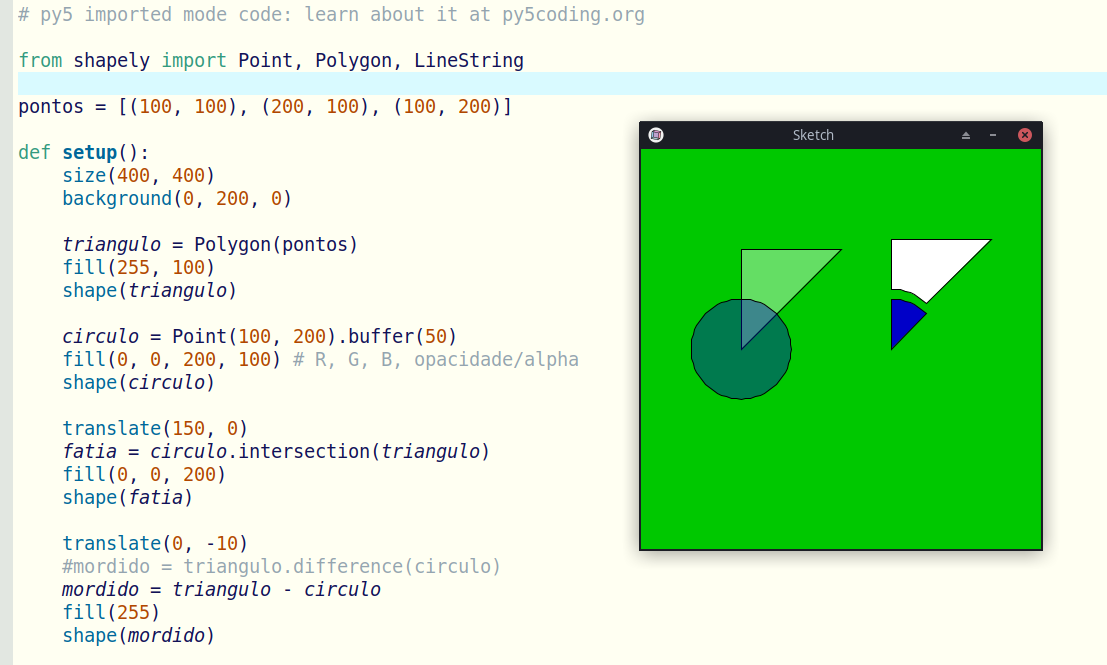 # py5 imported mode code: learn about it at py5coding.org
from shapely import Point, Polygon, LineString
pontos = [(100, 100), (200, 100), (100, 200)]
def setup():
    size(400, 400)
    background(0, 200, 0)
    triangulo = Polygon(pontos)
    fill(255, 100)
    shape(triangulo)
    circulo = Point(100, 200).buffer(50)
    fill(0, 0, 200, 100) # R, G, B, opacidade/alpha
    shape(circulo)
    translate(150, 0)
    fatia = circulo.intersection(triangulo)
    fill(0, 0, 200)
    shape(fatia)
    translate(0, -10)
    #mordido = triangulo.difference(circulo)
    mordido = triangulo - circulo
    fill(255)
    shape(mordido)
Sketch